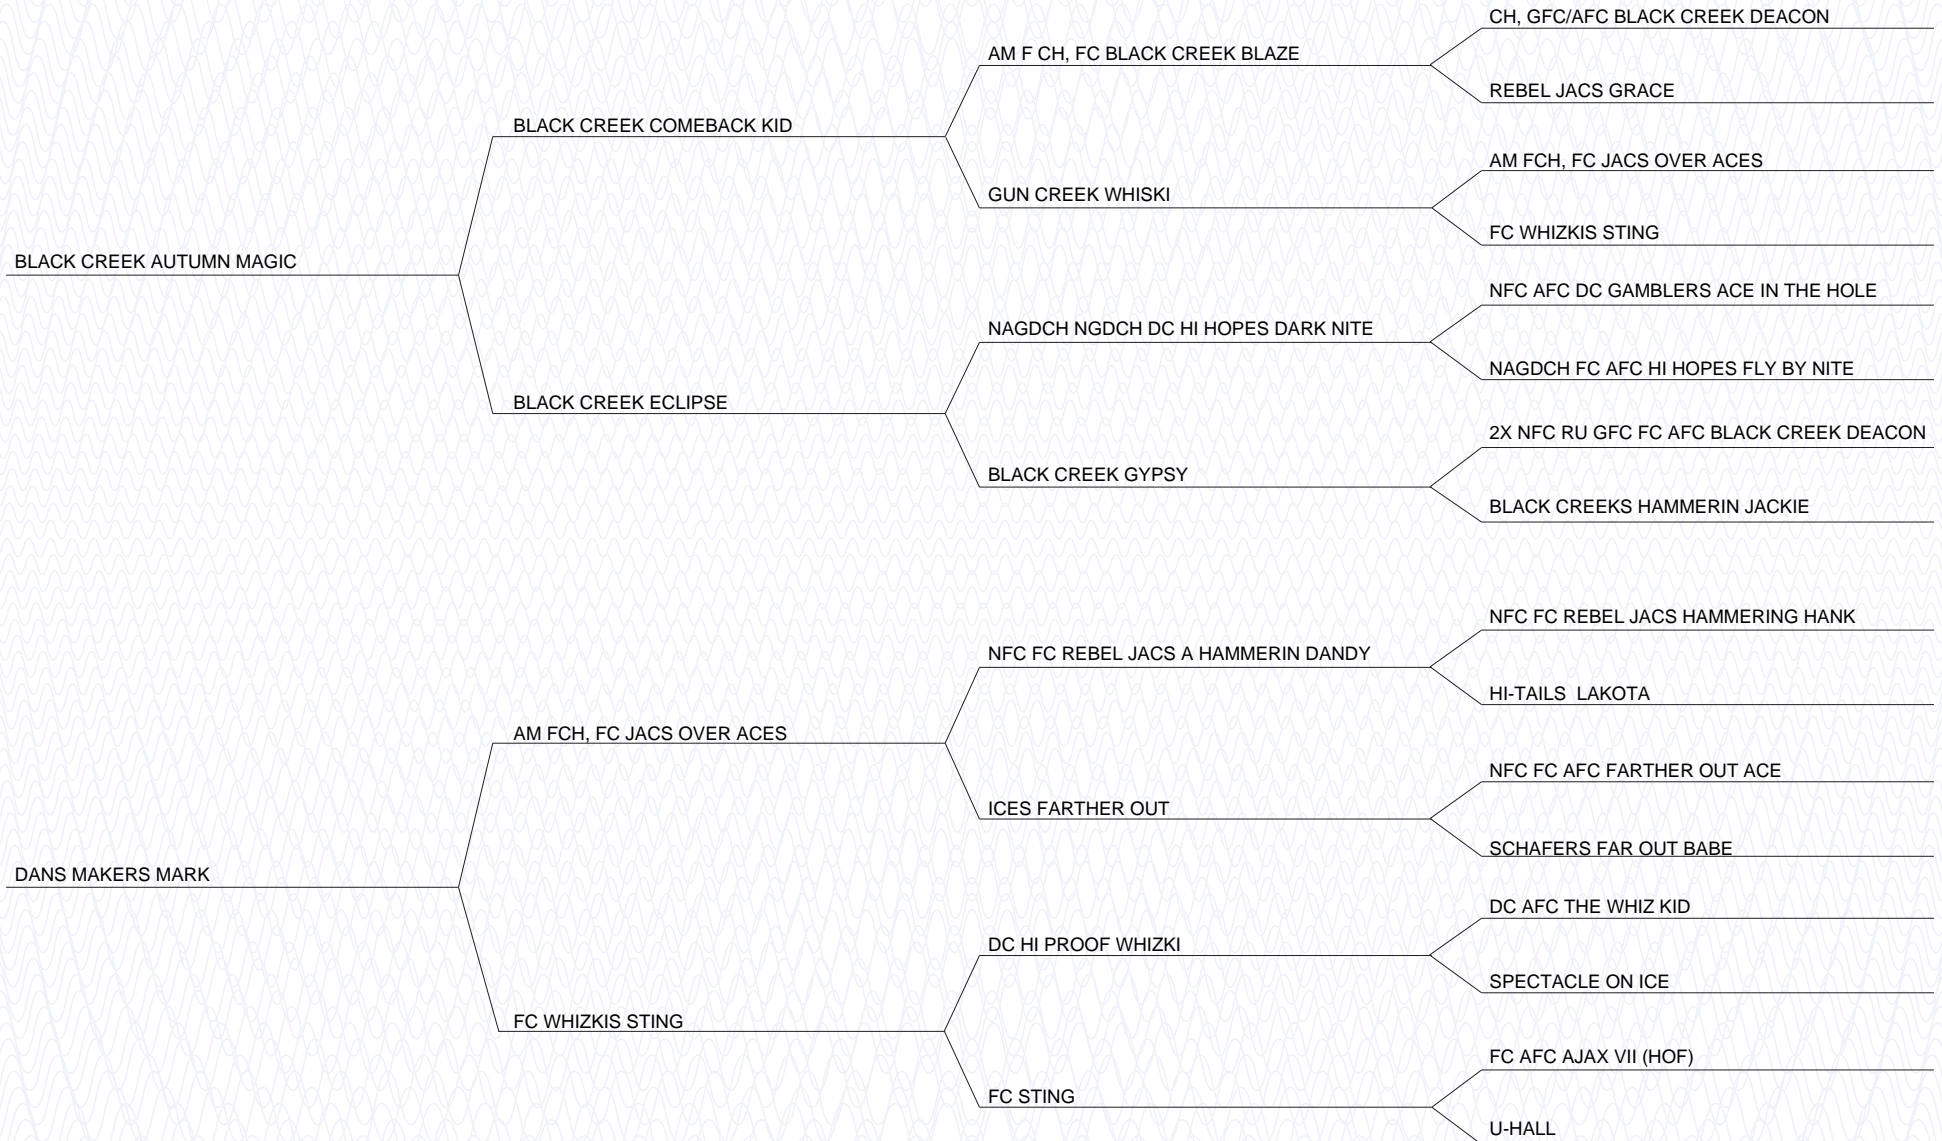 CH, GFC/AFC BLACK CREEK DEACON
AM F CH, FC BLACK CREEK BLAZE
REBEL JACS GRACE
BLACK CREEK COMEBACK KID
AM FCH, FC JACS OVER ACES
GUN CREEK WHISKI
FC WHIZKIS STING
BLACK CREEK AUTUMN MAGIC
NFC AFC DC GAMBLERS ACE IN THE HOLE
NAGDCH NGDCH DC HI HOPES DARK NITE
NAGDCH FC AFC HI HOPES FLY BY NITE
BLACK CREEK ECLIPSE
2X NFC RU GFC FC AFC BLACK CREEK DEACON
BLACK CREEK GYPSY
BLACK CREEKS HAMMERIN JACKIE
NFC FC REBEL JACS HAMMERING HANK
NFC FC REBEL JACS A HAMMERIN DANDY
HI-TAILS  LAKOTA
AM FCH, FC JACS OVER ACES
NFC FC AFC FARTHER OUT ACE
ICES FARTHER OUT
SCHAFERS FAR OUT BABE
DANS MAKERS MARK
DC AFC THE WHIZ KID
DC HI PROOF WHIZKI
SPECTACLE ON ICE
FC WHIZKIS STING
FC AFC AJAX VII (HOF)
FC STING
U-HALL